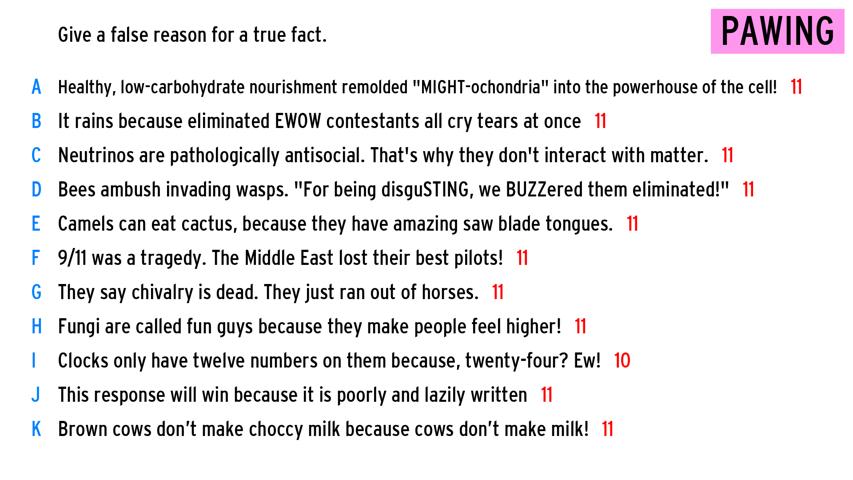 Give a false reason for a true fact.
PAWING
A Healthy, low-carbohydrate nourishment remolded "MIGHT-ochondria" into the powerhouse of the cell! 11
B It rains because eliminated EWOW contestants all cry tears at once 11
C Neutrinos are pathologically antisocial. That's why they don't interact with matter. 11
D Bees ambush invading wasps. "For being disguSTING, we BUZZered them eliminated!" 11
E Camels can eat cactus, because they have amazing saw blade tongues. 11
F 9/11 was a tragedy. The Middle East lost their best pilots! 11
G They say chivalry is dead. They just ran out of horses. 11
H Fungi are called fun guys because they make people feel higher! 11
I Clocks only have twelve numbers on them because, twenty-four? Ew! 10
J This response will win because it is poorly and lazily written 11
K Brown cows don’t make choccy milk because cows don’t make milk! 11